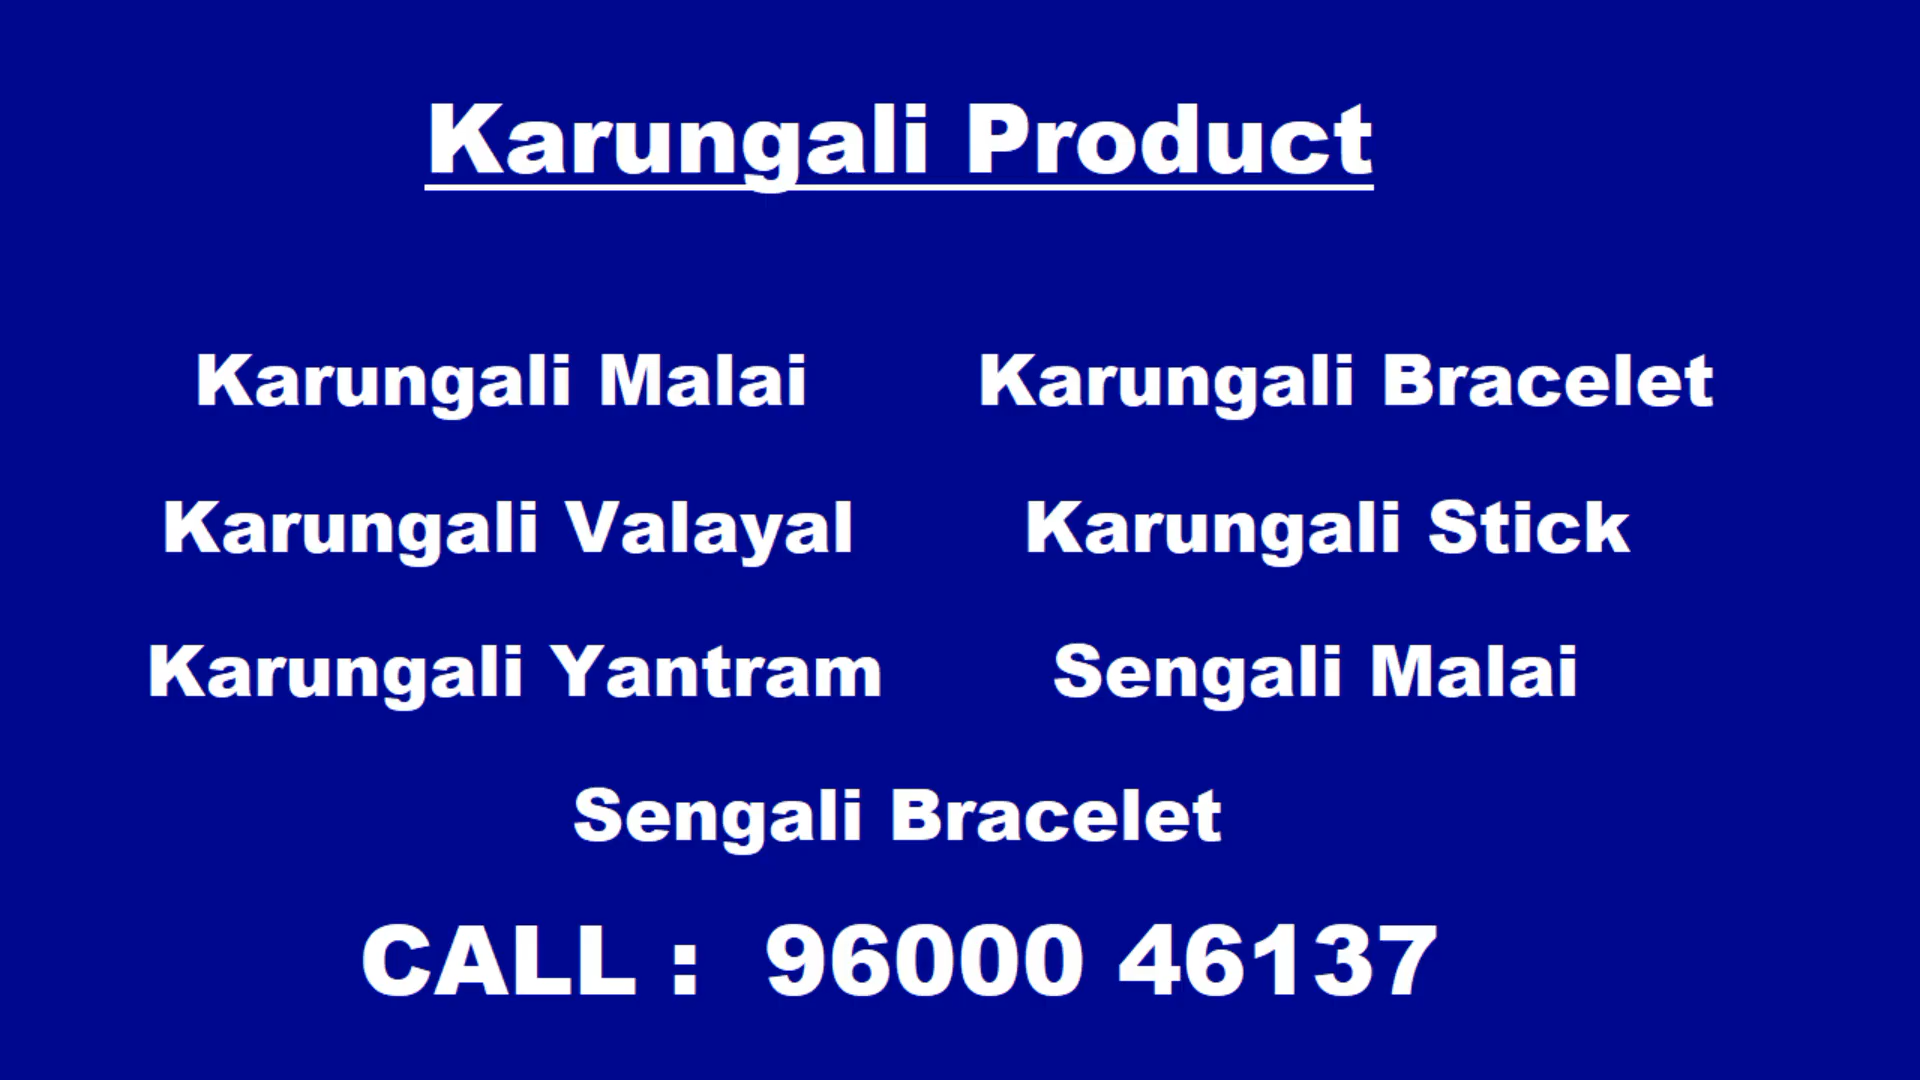 Karungali Product
Karungali Malai
Karungali Bracelet
Karungali Valayal
Karungali Stick
Karungali Yantram
Sengali Malai
Sengali Bracelet
CALL : 96000 46137